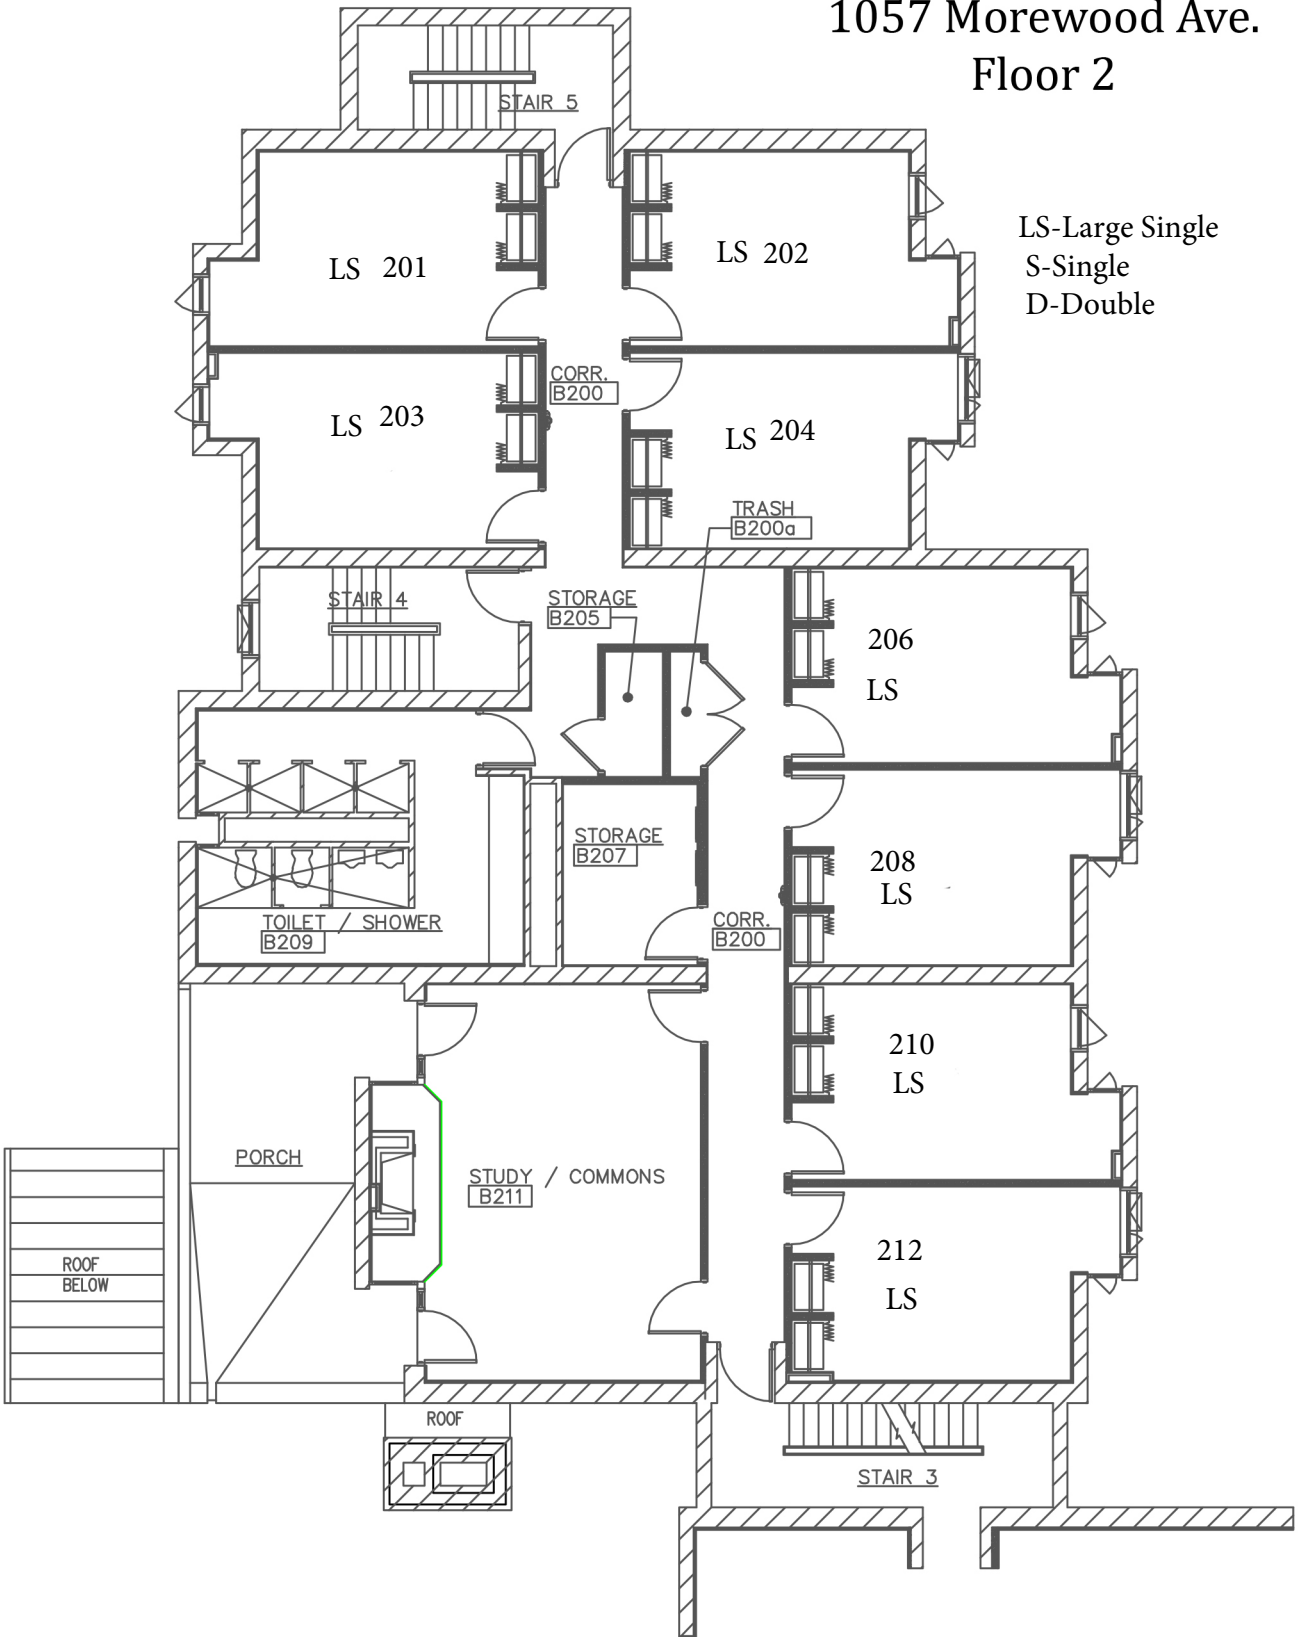 1057 Morewood Ave.
Floor 2
STAIR 5
LS-Large Single
S-Single
D-Double
LS 201
LS 202
CORR.
B200
LS 203
LS 204
TRASH
B200a
STAIR 4
STORAGE
B205
206
LS
STORAGE
B207
208
LS
TOILET / SHOWER
B209
CORR.
B200
210
LS
PORCH
STUDY / COMMONS
B211
ROOF
BELOW
212
LS
ROOF
STAIR 3